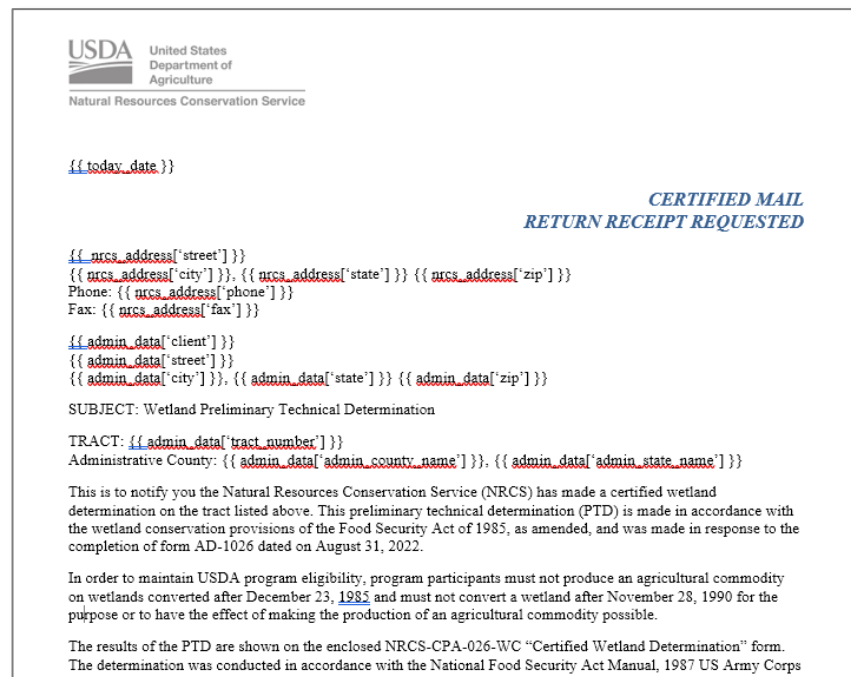 USDA
United States
Department of
Agriculture
Natural Resources Conservation Service
{{ today_date }}
CERTIFIED MAIL
RETURN RECEIPT REQUESTED
{{ nrcs_address[‘street’] }}
{{ nrcs_address[‘city’] }}, {{ nrcs_address[‘state’] }} {{ nrcs_address[‘zip’] }}
Phone: {{ nrcs_address[‘phone’] }}
Fax: {{ nrcs_address[‘fax’] }}
{{ admin_data[‘client’] }}
{{ admin_data[‘street’] }}
{{ admin_data[‘city’] }}, {{ admin_data[‘state’] }} {{ admin_data[‘zip’] }}
SUBJECT: Wetland Preliminary Technical Determination
TRACT: {{ admin_data[‘tract_number’] }}
Administrative County: {{ admin_data[‘admin_county_name’] }}, {{ admin_data[‘admin_state_name’] }}
This is to notify you the Natural Resources Conservation Service (NRCS) has made a certified wetland
determination on the tract listed above. This preliminary technical determination (PTD) is made in accordance with
the wetland conservation provisions of the Food Security Act of 1985, as amended, and was made in response to the
completion of form AD-1026 dated on August 31, 2022.
In order to maintain USDA program eligibility, program participants must not produce an agricultural commodity
on wetlands converted after December 23, 1985 and must not convert a wetland after November 28, 1990 for the
purpose or to have the effect of making the production of an agricultural commodity possible.
The results of the PTD are shown on the enclosed NRCS-CPA-026-WC “Certified Wetland Determination” form.
The determination was conducted in accordance with the National Food Security Act Manual, 1987 US Army Corps